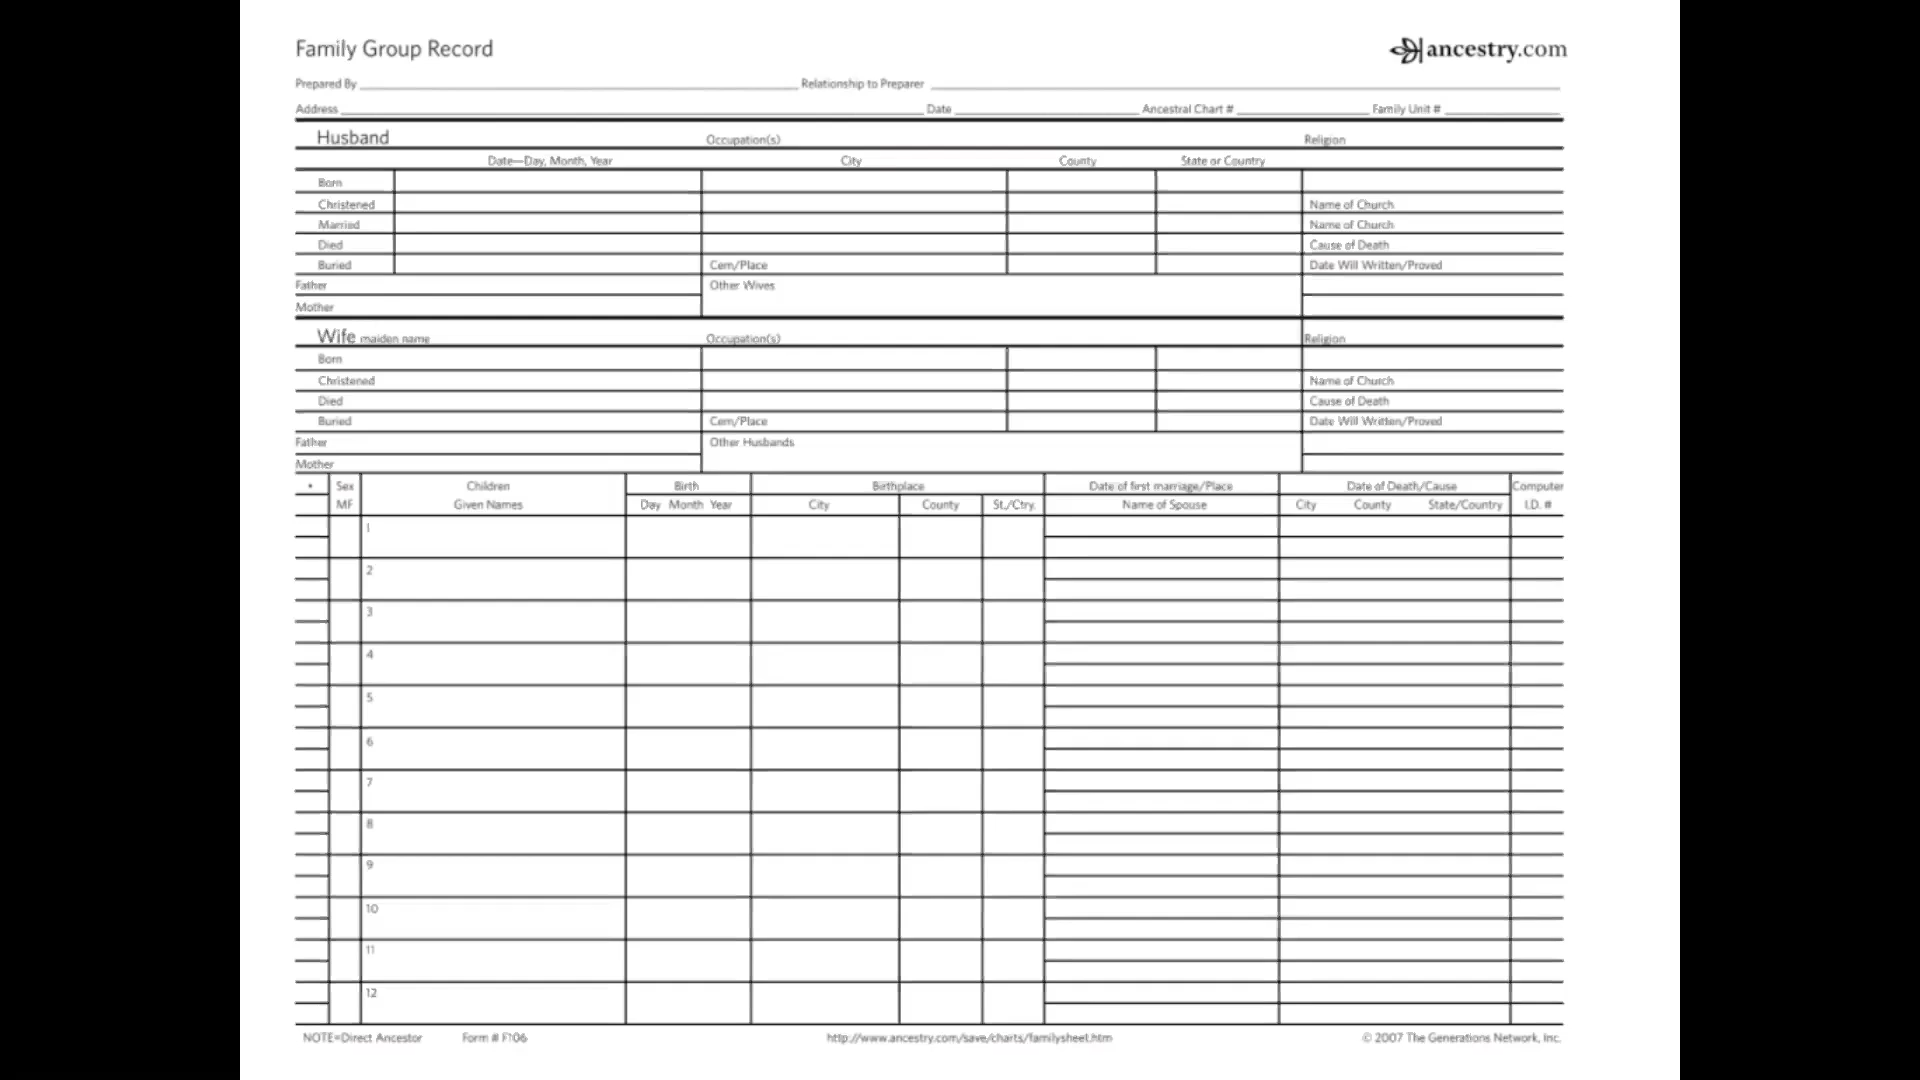 Family Group Record
ancestry.com
Prepared By Relationship to Preparer
Address Date Ancestral Chart # Family Unit #
Husband Occupation(s) Religion
Date—Day, Month, Year City County State or Country
Born
Christened Name of Church
Married Name of Church
Died Cause of Death
Buried Cem/Place Date Will Written/Proved
Father Other Wives
Mother
Wife maiden name Occupation(s) Religion
Born
Christened Name of Church
Died Cause of Death
Buried Cem/Place Date Will Written/Proved
Father Other Husbands
Mother
* Sex Children Birth Birthplace Date of first marriage/Place Date of Death/Cause Computer
MF Given Names Day Month Year City County St./Ctry. Name of Spouse City County State/Country I.D. #
1
2
3
4
5
6
7
8
9
10
11
12
NOTE=Direct Ancestor Form # F106 http://www.ancestry.com/save/charts/familysheet.htm © 2007 The Generations Network, Inc.